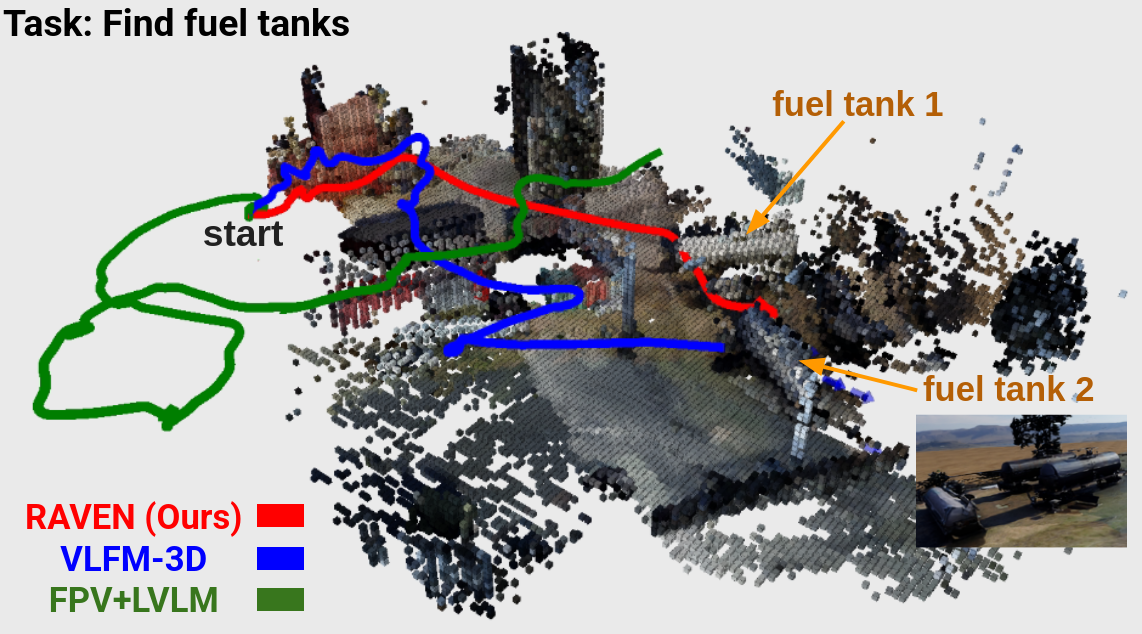 Task: Find fuel tanks
fuel tank 1
start
fuel tank 2
RAVEN (Ours)
VLFM-3D
FPV+LVLM